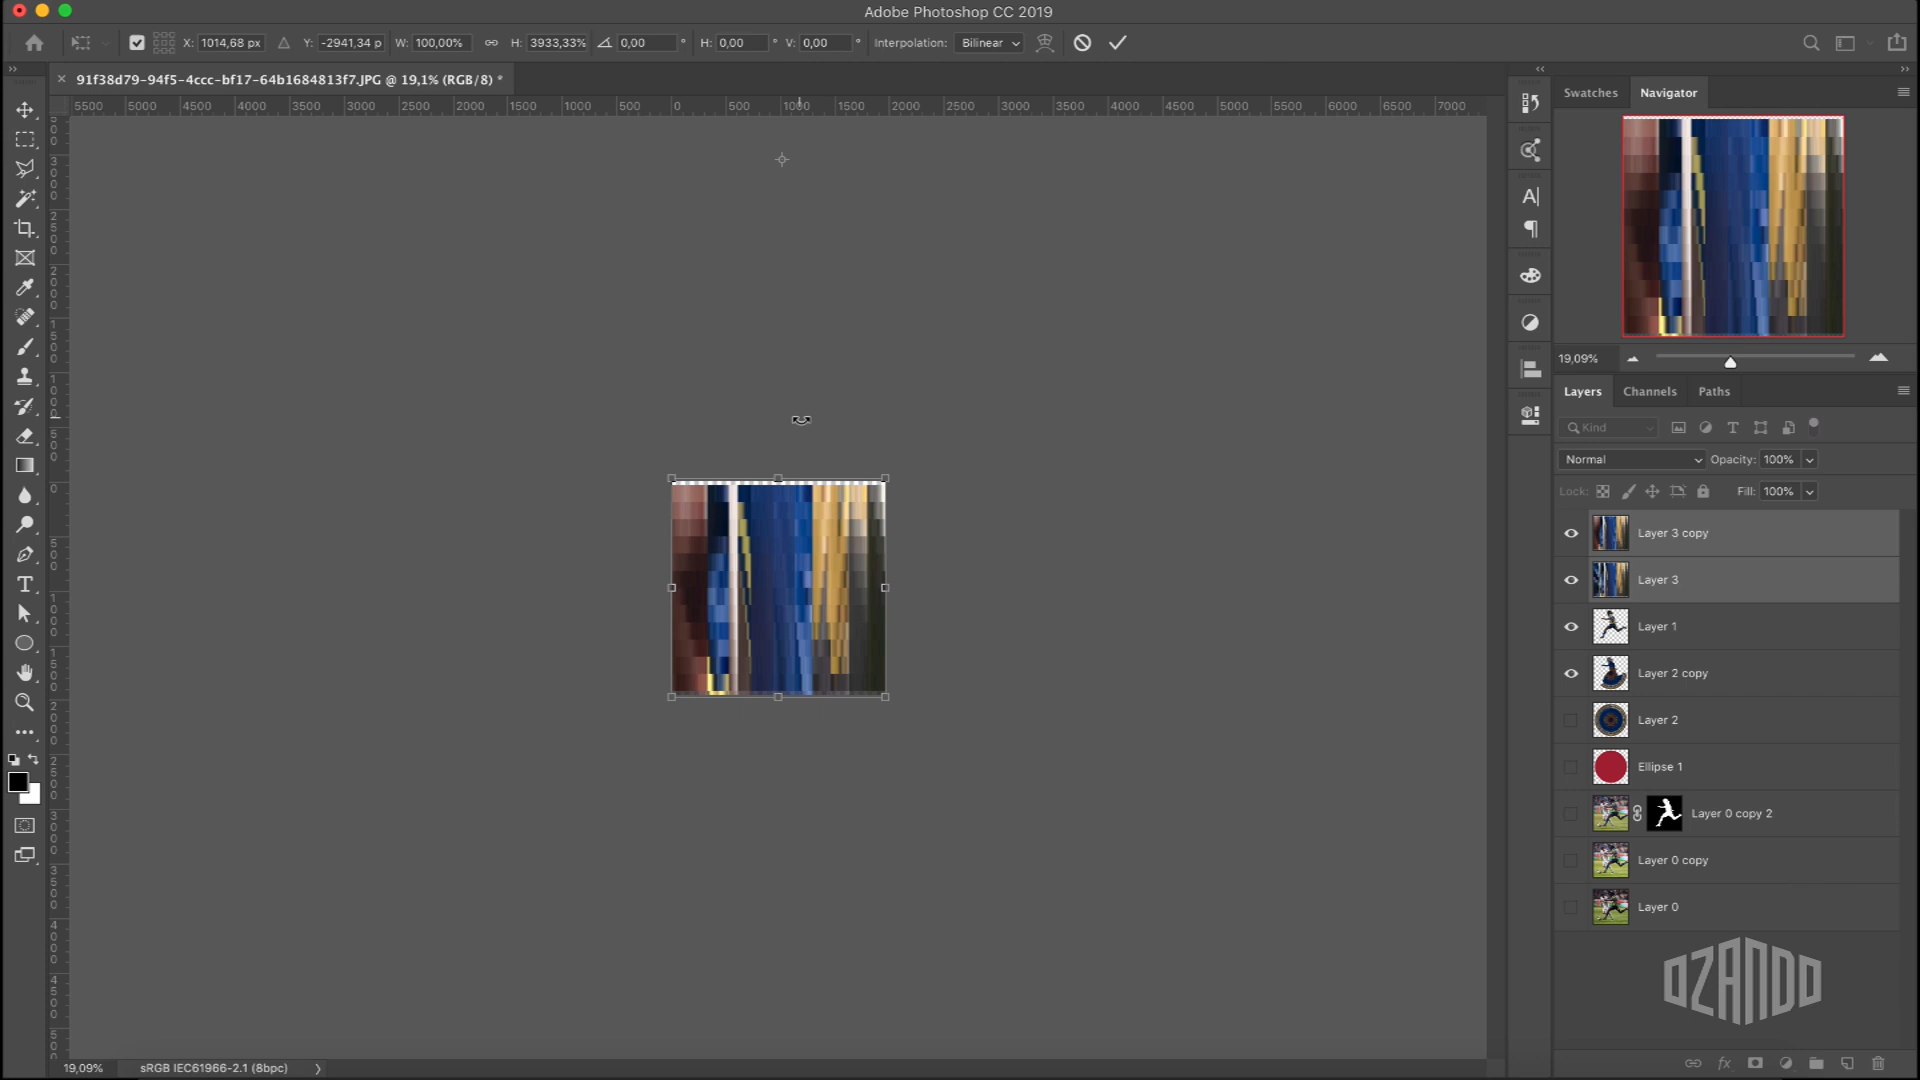 Adobe Photoshop CC 2019
X: 1014,68 px Y: -2941,34 p W: 100,00% H: 3933,33% 0,00 ° H: 0,00 ° V: 0,00 ° Interpolation: Bilinear
91f38d79-94f5-4ccc-bf17-64b1684813f7.JPG @ 19,1% (RGB/8) *
5500 5000 4500 4000 3500 3000 2500 2000 1500 1000 500 0 500 1000 1500 2000 2500 3000 3500 4000 4500 5000 5500 6000 6500 7000
Swatches Navigator
19,09%
Layers Channels Paths
Kind
Normal Opacity: 100%
Lock: Fill: 100%
Layer 3 copy
Layer 3
Layer 1
Layer 2 copy
Layer 2
Ellipse 1
Layer 0 copy 2
Layer 0 copy
Layer 0
OZANDO
19,09% sRGB IEC61966-2.1 (8bpc)